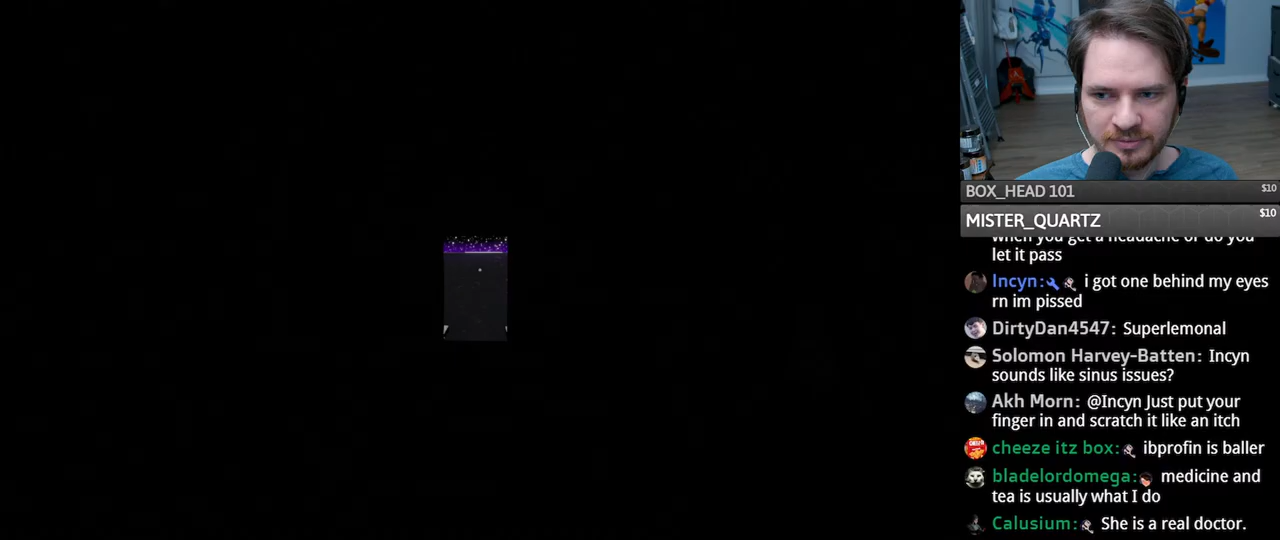 BOX_HEAD 101
$10
MISTER_QUARTZ
$10
when you get a headache or do you
let it pass
Incyn: i got one behind my eyes
rn im pissed
DirtyDan4547: Superlemonal
Solomon Harvey-Batten: Incyn
sounds like sinus issues?
Akh Morn: @Incyn Just put your
finger in and scratch it like an itch
cheeze itz box: ibprofin is baller
bladelordomega: medicine and
tea is usually what I do
Calusium: She is a real doctor.